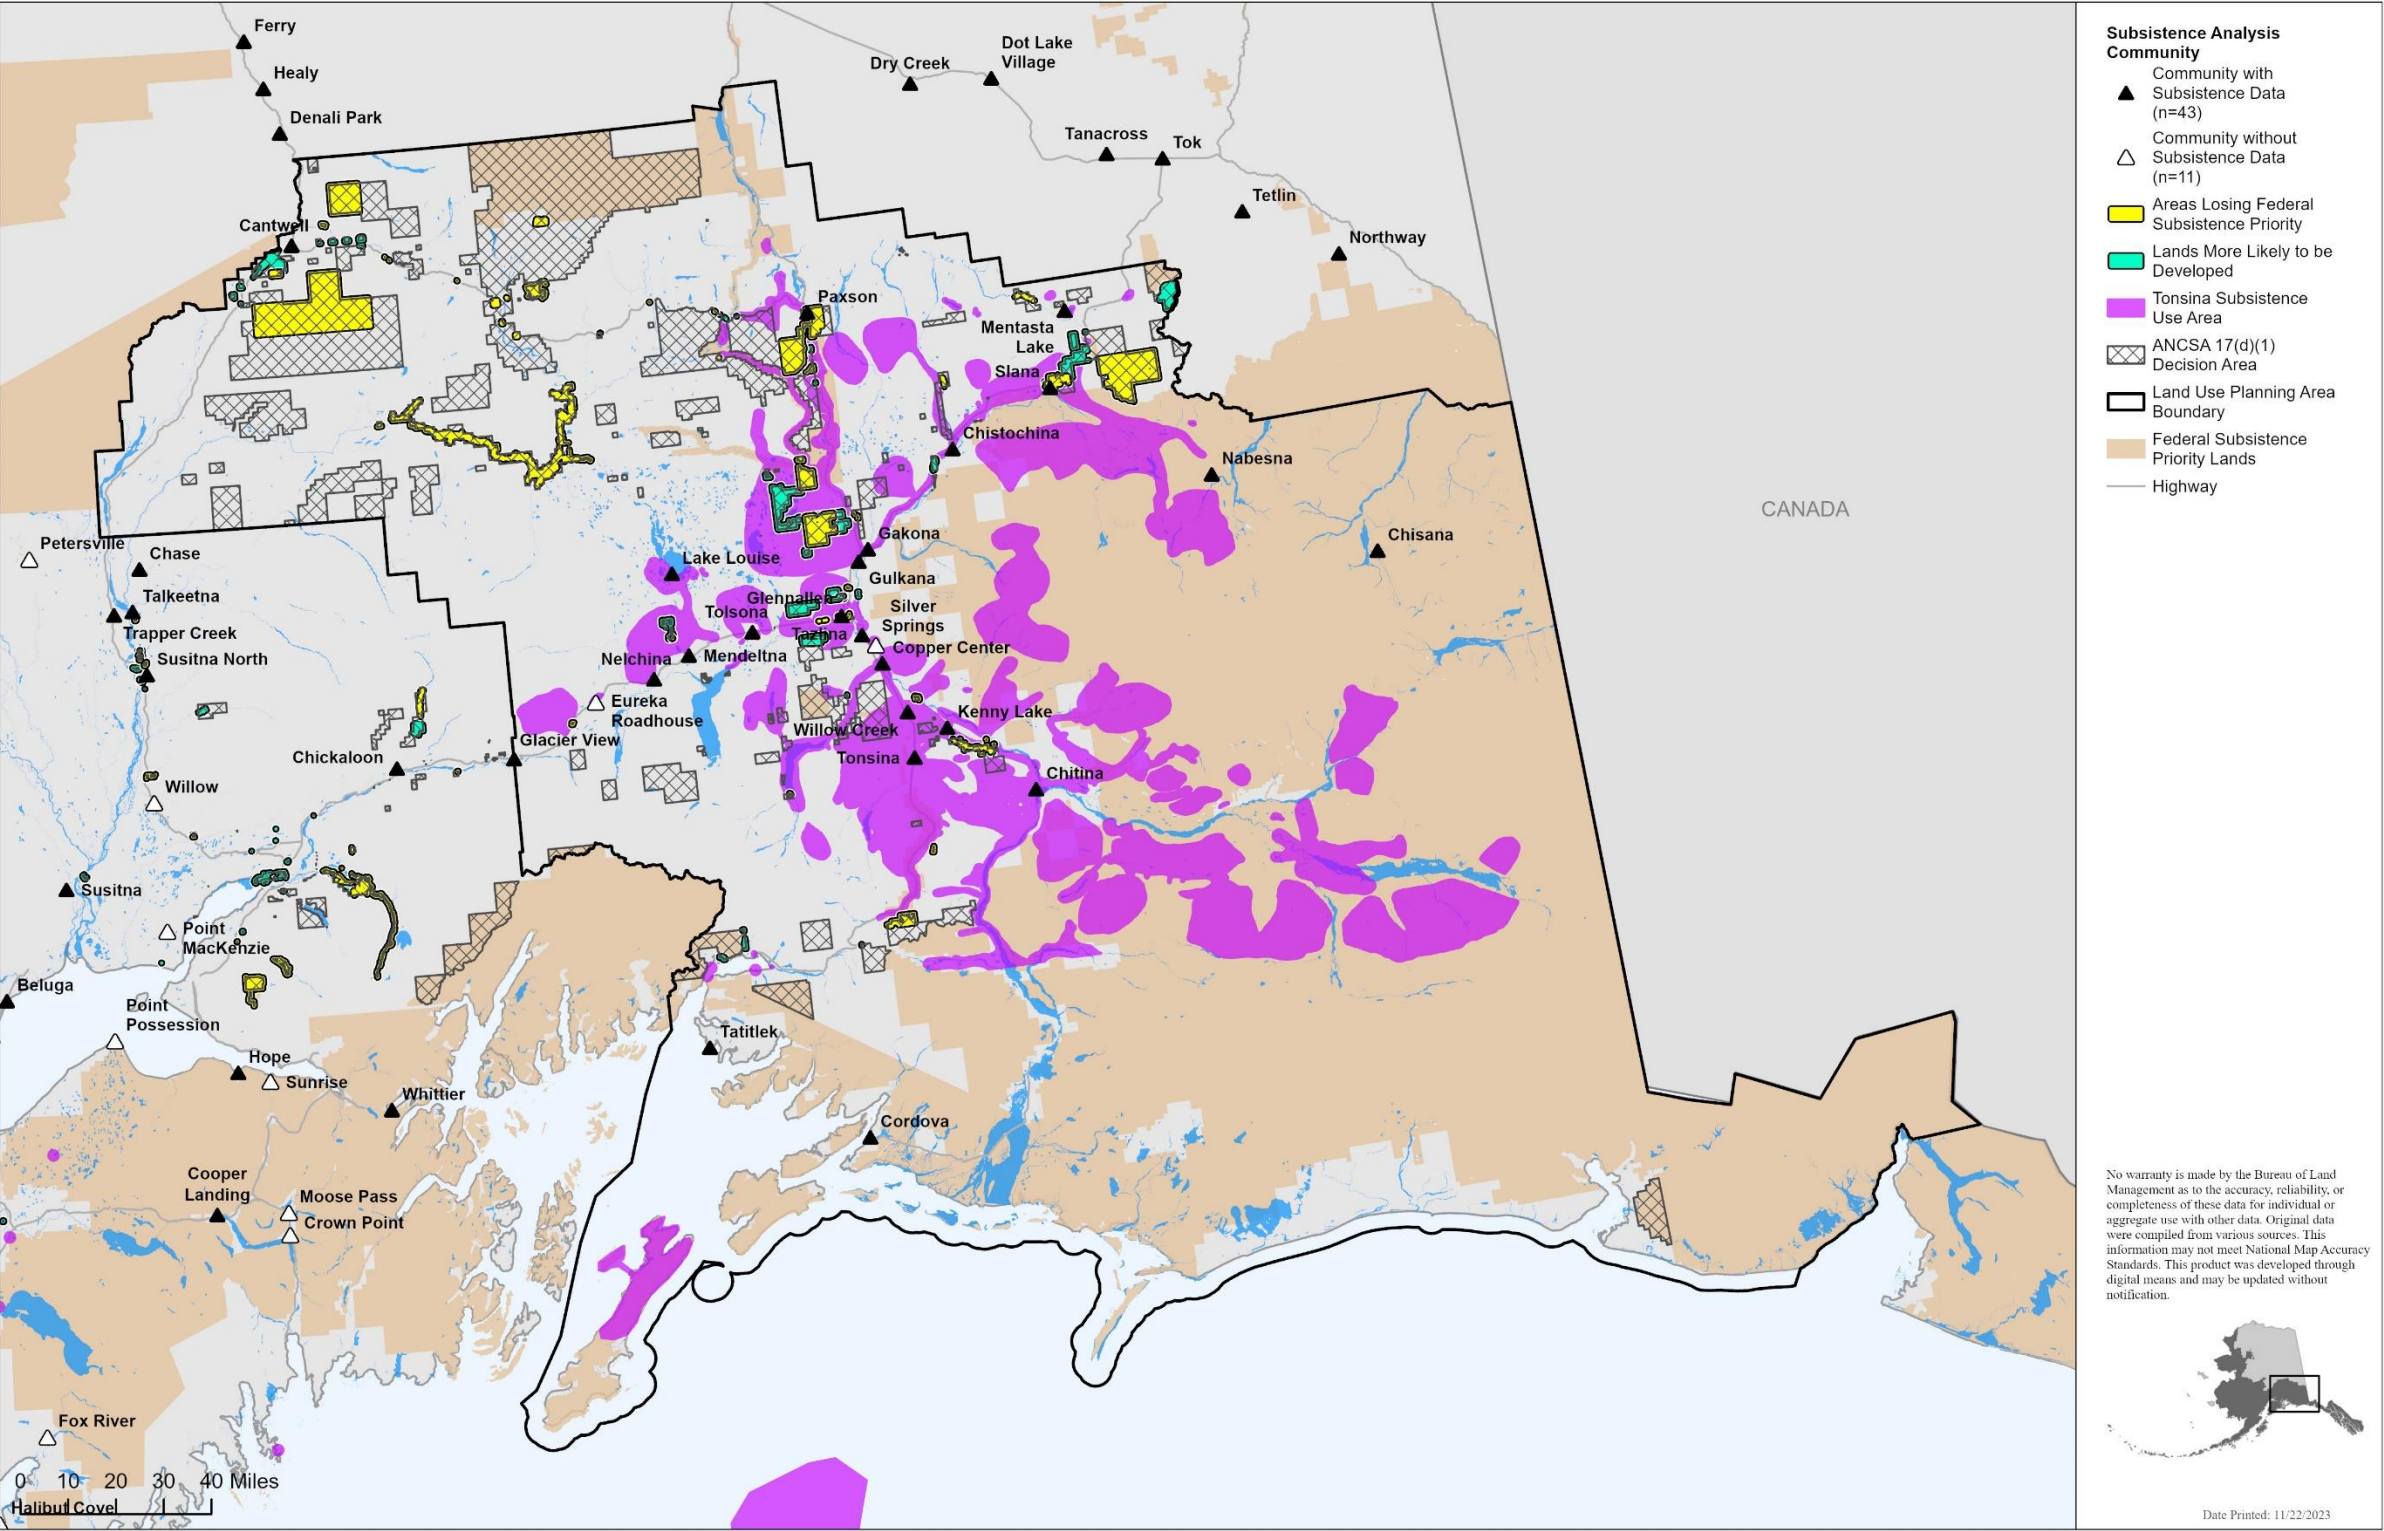 Ferry
Healy
Denali Park
Cantwell
Dry Creek
Dot Lake
Village
Tanacross
Tok
Tetlin
Northway
Paxson
Mentasta
Lake
Slana
Chistochina
Nabesna
Chisana
CANADA
Petersville
Chase
Talkeetna
Trapper Creek
Susitna North
Lake Louise
Gakona
Gulkana
Glennallen
Tolsona
Silver
Springs
Tazlina
Copper Center
Nelchina
Mendeltna
Eureka
Roadhouse
Kenny Lake
Willow Creek
Tonsina
Chitina
Glacier View
Chickaloon
Willow
Susitna
Point
MacKenzie
Beluga
Point
Possession
Hope
Sunrise
Whittier
Tatitlek
Cordova
Cooper
Landing
Moose Pass
Crown Point
Fox River
0 10 20 30 40 Miles
Halibut Cove
Subsistence Analysis
Community
Community with
Subsistence Data
(n=43)
Community without
Subsistence Data
(n=11)
Areas Losing Federal
Subsistence Priority
Lands More Likely to be
Developed
Tonsina Subsistence
Use Area
ANCSA 17(d)(1)
Decision Area
Land Use Planning Area
Boundary
Federal Subsistence
Priority Lands
Highway
No warranty is made by the Bureau of Land
Management as to the accuracy, reliability, or
completeness of these data for individual or
aggregate use with other data. Original data
were compiled from various sources. This
information may not meet National Map Accuracy
Standards. This product was developed through
digital means and may be updated without
notification.
Date Printed: 11/22/2023